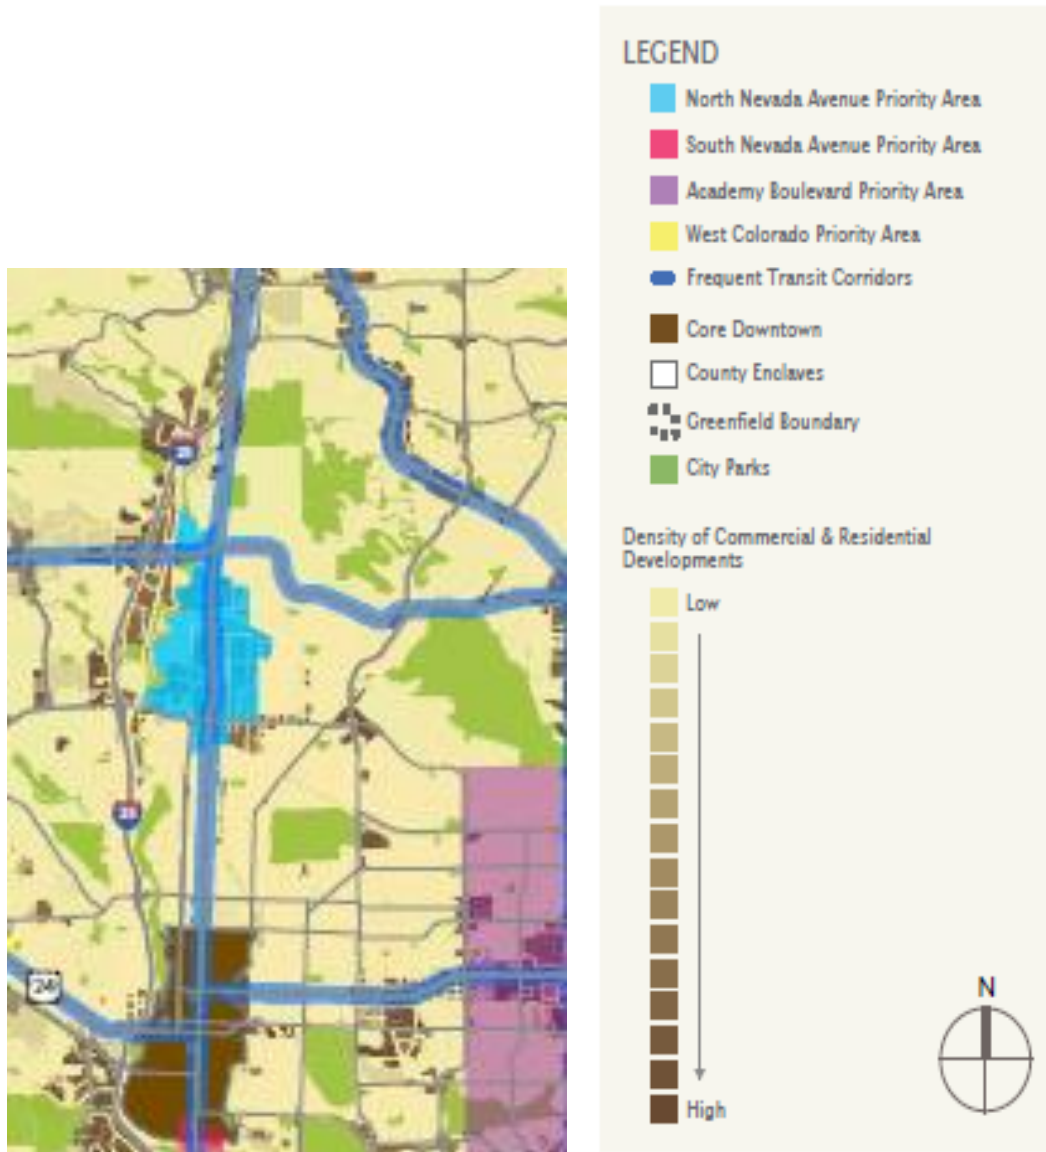 LEGEND
North Nevada Avenue Priority Area
South Nevada Avenue Priority Area
Academy Boulevard Priority Area
West Colorado Priority Area
Frequent Transit Corridors
Core Downtown
County Enclaves
Greenfield Boundary
City Parks
Density of Commercial & Residential
Developments
Low
High
N
25
24